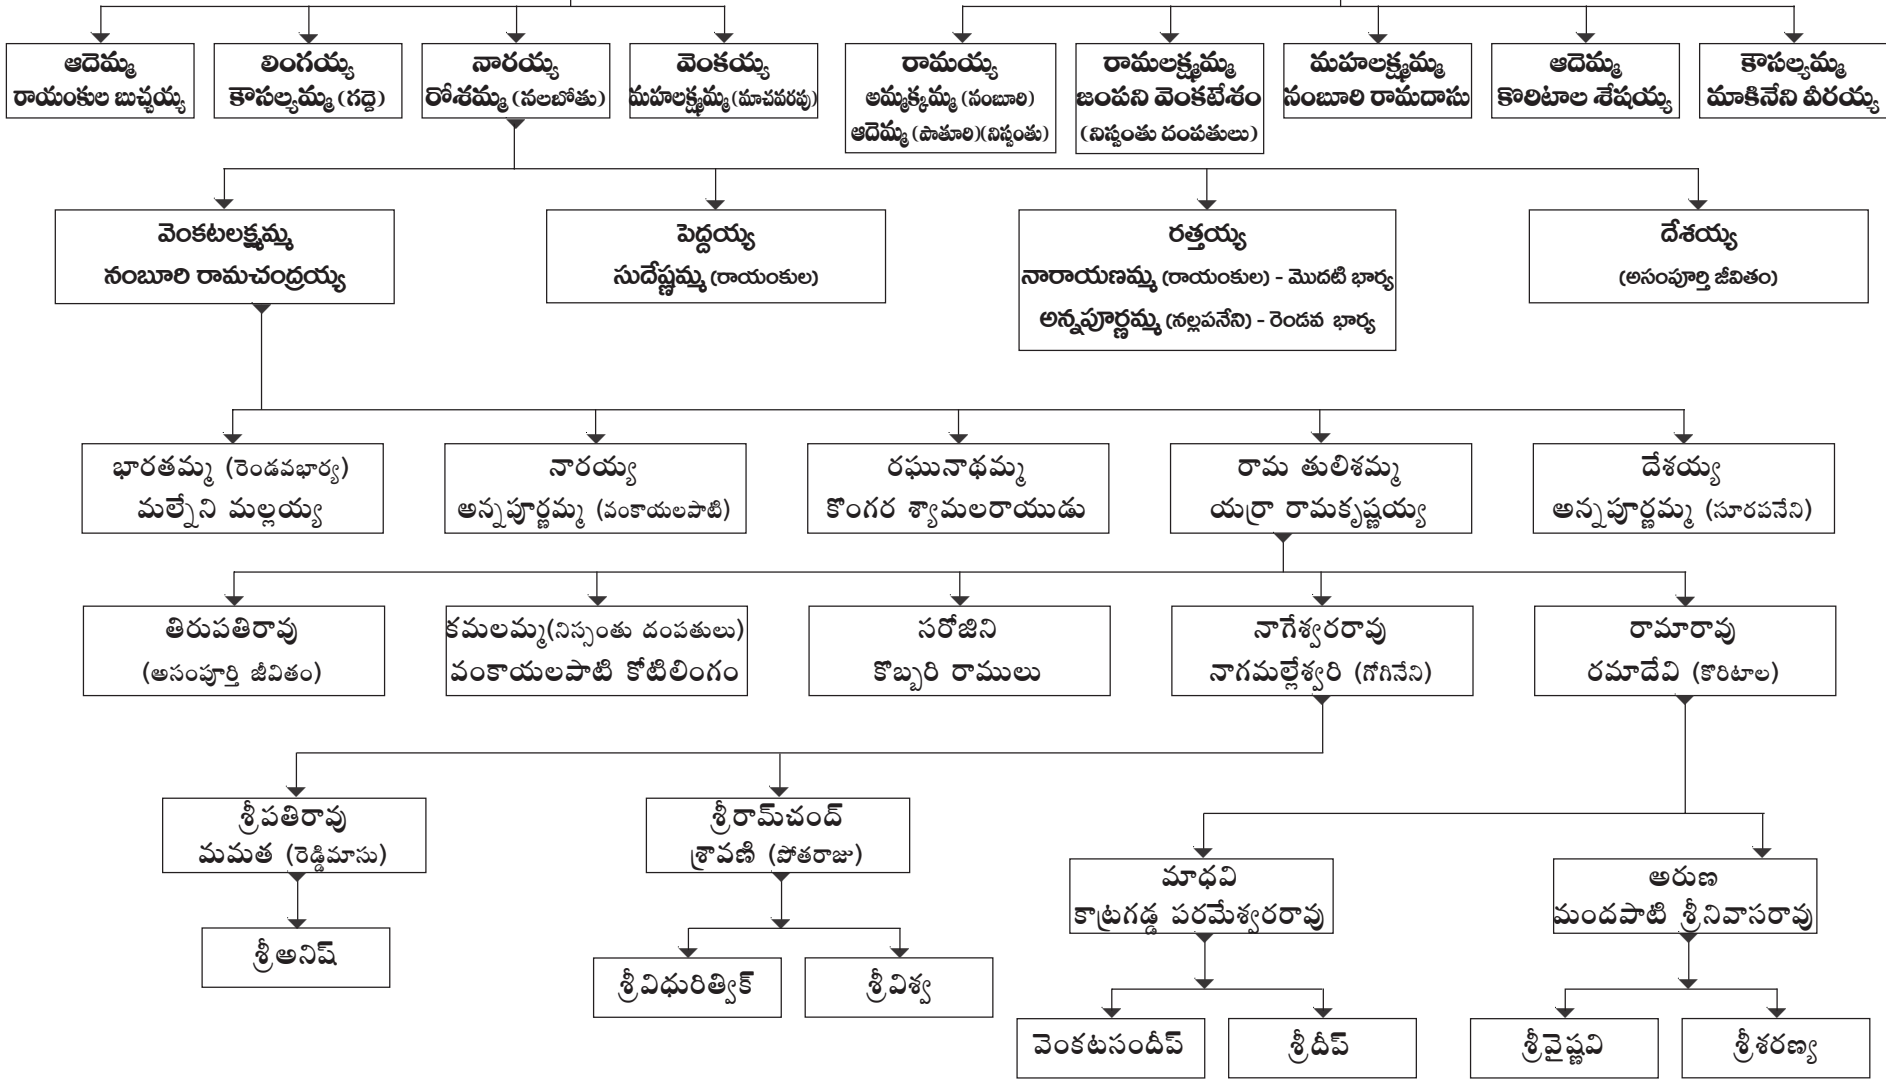 ఆదెమ్మ
రాయంకుల బుచ్చయ్య
లింగయ్య
కౌసల్యమ్మ (గద్దె)
నారయ్య
రోశమ్మ (నలబోతు)
వెంకయ్య
మహలక్ష్మమ్మ (మాచవరపు)
రామయ్య
అమ్మక్కమ్మ (నంబూరి)
ఆదెమ్మ (పాతూరి)(నిస్సంతు)
రామలక్ష్మమ్మ
జంపని వెంకటేశం
(నిస్సంతు దంపతులు)
మహలక్ష్మమ్మ
నంబూరి రామదాసు
ఆదెమ్మ
కొరిటాల శేషయ్య
కౌసల్యమ్మ
మాకినేని వీరయ్య
వెంకటలక్ష్మమ్మ
నంబూరి రామచంద్రయ్య
పెద్దయ్య
సుదేష్ణమ్మ (రాయంకుల)
రత్తయ్య
నారాయణమ్మ (రాయంకుల) - మొదటి భార్య
అన్నపూర్ణమ్మ (నల్లపనేని) - రెండవ భార్య
దేశయ్య
(అసంపూర్తి జీవితం)
భారతమ్మ (రెండవభార్య)
మల్నేని మల్లయ్య
నారయ్య
అన్నపూర్ణమ్మ (వంకాయలపాటి)
రఘునాథమ్మ
కొంగర శ్యామలరాయుడు
రామ తులిశమ్మ
యర్రా రామకృష్ణయ్య
దేశయ్య
అన్నపూర్ణమ్మ (సూరపనేని)
తిరుపతిరావు
(అసంపూర్తి జీవితం)
కమలమ్మ(నిస్సంతు దంపతులు)
వంకాయలపాటి కోటిలింగం
సరోజిని
కొబ్బరి రాములు
నాగేశ్వరరావు
నాగమల్లేశ్వరి (గోగినేని)
రామారావు
రమాదేవి (కొరిటాల)
శ్రీపతిరావు
మమత (రెడ్డిమాసు)
శ్రీరామ్‌చంద్
శ్రావణి (పోతరాజు)
మాధవి
కాట్రగడ్డ పరమేశ్వరరావు
అరుణ
మందపాటి శ్రీనివాసరావు
శ్రీఅనిష్
శ్రీవిధురిత్విక్
శ్రీవిశ్వ
వెంకటసందీప్
శ్రీదీప్
శ్రీవైష్ణవి
శ్రీశరణ్య